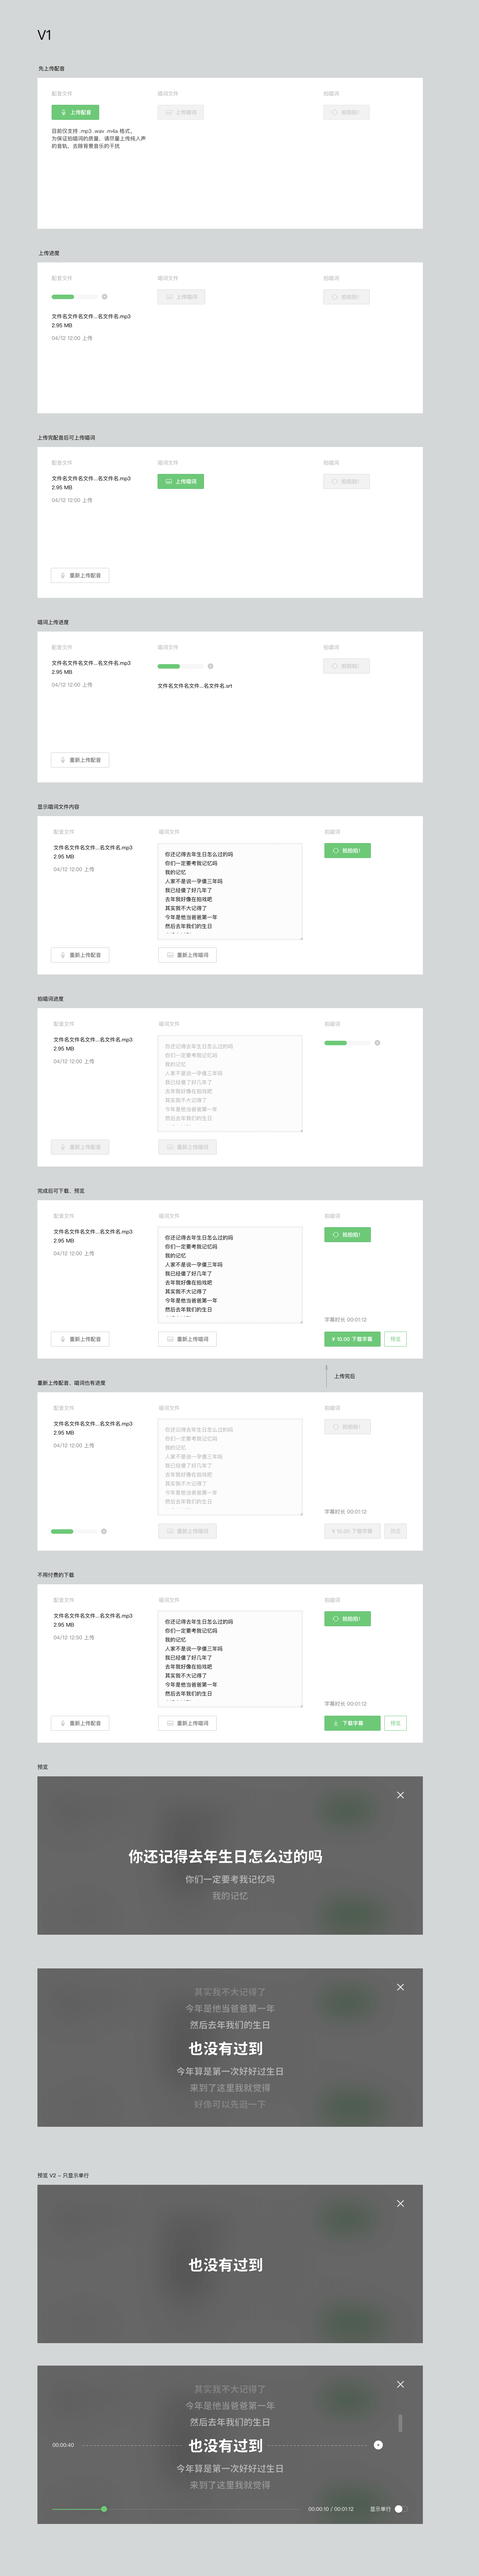 V1
先上传配音
配音文件
唱词文件
拍唱词
上传配音
上传唱词
拍拍拍！
目前仅支持 .mp3 .wav .m4a 格式。
为保证拍唱词的质量，请尽量上传纯人声
的音轨，去除背景音乐的干扰
上传进度
配音文件
唱词文件
拍唱词
上传唱词
拍拍拍！
文件名文件名文件...名文件名.mp3
2.95 MB
04/12 12:00 上传
上传完配音后可上传唱词
配音文件
唱词文件
拍唱词
文件名文件名文件...名文件名.mp3
2.95 MB
04/12 12:00 上传
上传唱词
拍拍拍！
重新上传配音
唱词上传进度
配音文件
唱词文件
拍唱词
文件名文件名文件...名文件名.mp3
2.95 MB
04/12 12:00 上传
文件名文件名文件...名文件名.srt
拍拍拍！
重新上传配音
显示唱词文件内容
配音文件
唱词文件
拍唱词
文件名文件名文件...名文件名.mp3
2.95 MB
04/12 12:00 上传
你还记得去年生日怎么过的吗
你们一定要考我记忆吗
我的记忆
人家不是说一孕傻三年吗
我已经傻了好几年了
去年我好像在拍戏吧
其实我不大记得了
今年是他当爸爸第一年
然后去年我们的生日
拍拍拍！
重新上传配音
重新上传唱词
拍唱词进度
配音文件
唱词文件
拍唱词
文件名文件名文件...名文件名.mp3
2.95 MB
04/12 12:00 上传
你还记得去年生日怎么过的吗
你们一定要考我记忆吗
我的记忆
人家不是说一孕傻三年吗
我已经傻了好几年了
去年我好像在拍戏吧
其实我不大记得了
今年是他当爸爸第一年
然后去年我们的生日
重新上传配音
重新上传唱词
完成后可下载、预览
配音文件
唱词文件
拍唱词
文件名文件名文件...名文件名.mp3
2.95 MB
04/12 12:00 上传
你还记得去年生日怎么过的吗
你们一定要考我记忆吗
我的记忆
人家不是说一孕傻三年吗
我已经傻了好几年了
去年我好像在拍戏吧
其实我不大记得了
今年是他当爸爸第一年
然后去年我们的生日
拍拍拍！
字幕时长 00:01:12
重新上传配音
重新上传唱词
¥ 10.00 下载字幕
预览
上传完后
重新上传配音、唱词也有进度
配音文件
唱词文件
拍唱词
文件名文件名文件...名文件名.mp3
2.95 MB
04/12 12:00 上传
你还记得去年生日怎么过的吗
你们一定要考我记忆吗
我的记忆
人家不是说一孕傻三年吗
我已经傻了好几年了
去年我好像在拍戏吧
其实我不大记得了
今年是他当爸爸第一年
然后去年我们的生日
拍拍拍！
字幕时长 00:01:12
重新上传唱词
¥ 10.00 下载字幕
预览
不用付费的下载
配音文件
唱词文件
拍唱词
文件名文件名文件...名文件名.mp3
2.95 MB
04/12 12:50 上传
你还记得去年生日怎么过的吗
你们一定要考我记忆吗
我的记忆
人家不是说一孕傻三年吗
我已经傻了好几年了
去年我好像在拍戏吧
其实我不大记得了
今年是他当爸爸第一年
然后去年我们的生日
拍拍拍！
字幕时长 00:01:12
重新上传配音
重新上传唱词
下载字幕
预览
预览
你还记得去年生日怎么过的吗
你们一定要考我记忆吗
我的记忆
其实我不大记得了
今年是他当爸爸第一年
然后去年我们的生日
也没有过到
今年算是第一次好好过生日
来到了这里我就觉得
好像可以先逛一下
预览 V2 - 只显示单行
也没有过到
其实我不大记得了
今年是他当爸爸第一年
然后去年我们的生日
00:00:40
也没有过到
今年算是第一次好好过生日
来到了这里我就觉得
00:00:10 / 00:01:12
显示单行